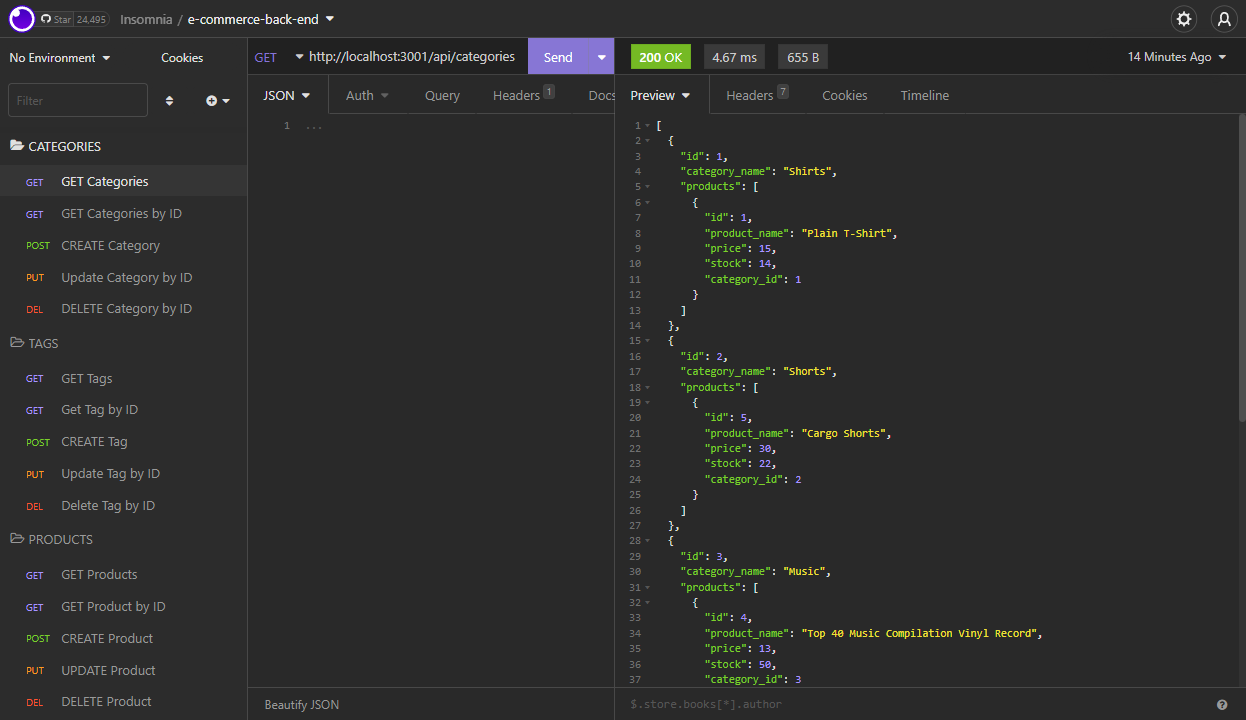 Star 24,495 Insomnia / e-commerce-back-end
No Environment Cookies
Filter
CATEGORIES
GET GET Categories
GET GET Categories by ID
POST CREATE Category
PUT Update Category by ID
DEL DELETE Category by ID
TAGS
GET GET Tags
GET Get Tag by ID
POST CREATE Tag
PUT Update Tag by ID
DEL Delete Tag by ID
PRODUCTS
GET GET Products
GET GET Product by ID
POST CREATE Product
PUT UPDATE Product
DEL DELETE Product
GET http://localhost:3001/api/categories Send
JSON Auth Query Headers 1 Docs
1 ...
Beautify JSON
200 OK 4.67 ms 655 B 14 Minutes Ago
Preview Headers 7 Cookies Timeline
1 [
2 {
3 "id": 1,
4 "category_name": "Shirts",
5 "products": [
6 {
7 "id": 1,
8 "product_name": "Plain T-Shirt",
9 "price": 15,
10 "stock": 14,
11 "category_id": 1
12 }
13 ]
14 },
15 {
16 "id": 2,
17 "category_name": "Shorts",
18 "products": [
19 {
20 "id": 5,
21 "product_name": "Cargo Shorts",
22 "price": 30,
23 "stock": 22,
24 "category_id": 2
25 }
26 ]
27 },
28 {
29 "id": 3,
30 "category_name": "Music",
31 "products": [
32 {
33 "id": 4,
34 "product_name": "Top 40 Music Compilation Vinyl Record",
35 "price": 13,
36 "stock": 50,
37 "category_id": 3
$.store.books[*].author